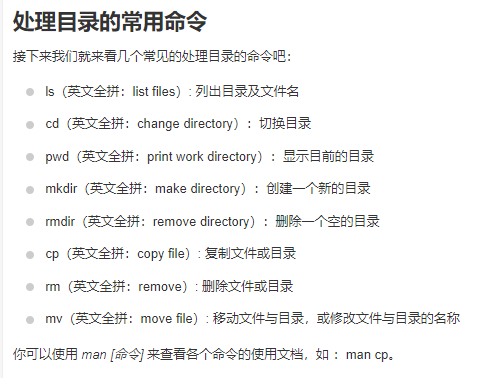 处理目录的常用命令
接下来我们就来看几个常见的处理目录的命令吧：
ls（英文全拼：list files）: 列出目录及文件名
cd（英文全拼：change directory）：切换目录
pwd（英文全拼：print work directory）：显示目前的目录
mkdir（英文全拼：make directory）：创建一个新的目录
rmdir（英文全拼：remove directory）：删除一个空的目录
cp（英文全拼：copy file）: 复制文件或目录
rm（英文全拼：remove）: 删除文件或目录
mv（英文全拼：move file）: 移动文件与目录，或修改文件与目录的名称
你可以使用 man [命令] 来查看各个命令的使用文档，如 ：man cp。